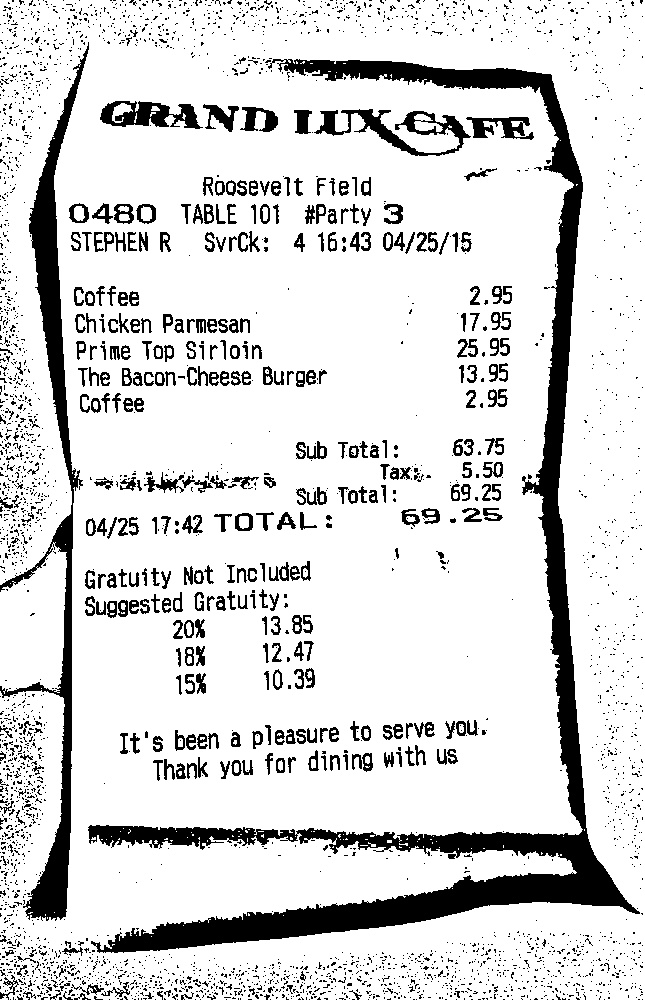 GRAND LUX CAFE
Roosevelt Field
0480 TABLE 101 #Party 3
STEPHEN R SvrCk: 4 16:43 04/25/15
Coffee 2.95
Chicken Parmesan 17.95
Prime Top Sirloin 25.95
The Bacon-Cheese Burger 13.95
Coffee 2.95
Sub Total: 63.75
Tax: 5.50
Sub Total: 69.25
04/25 17:42 TOTAL: 69.25
Gratuity Not Included
Suggested Gratuity:
20% 13.85
18% 12.47
15% 10.39
It's been a pleasure to serve you.
Thank you for dining with us